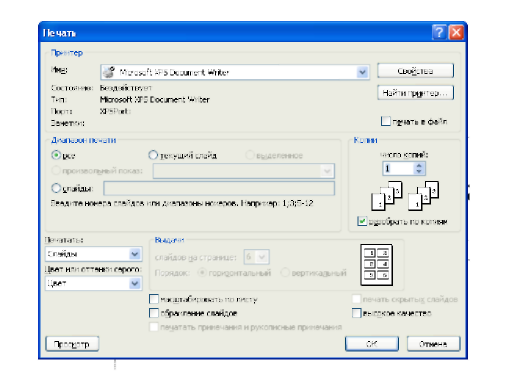 Печать
Принтер
Имя: Microsoft XPS Document Writer Свойства
Состояние: Бездействует
Тип: Microsoft XPS Document Writer Найти принтер...
Порт: XPSPort:
Заметки: печать в файл
Диапазон печати Копии
все текущий слайд выделенное число копий:
произвольный показ: 1
слайды:
Введите номера слайдов или диапазоны номеров. Например: 1;3;5-12
разобрать по копиям
Печатать: Выдачи
Слайды слайдов на странице: 6
Цвет или оттенки серого: Порядок: горизонтальный вертикальный
Цвет
масштабировать по листу печать скрытых слайдов
обрамление слайдов высокое качество
печатать примечания и рукописные примечания
Просмотр ОК Отмена